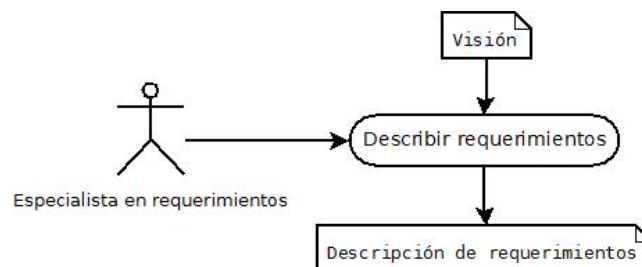 Visión
Describir requerimientos
Especialista en requerimientos
Descripción de requerimientos